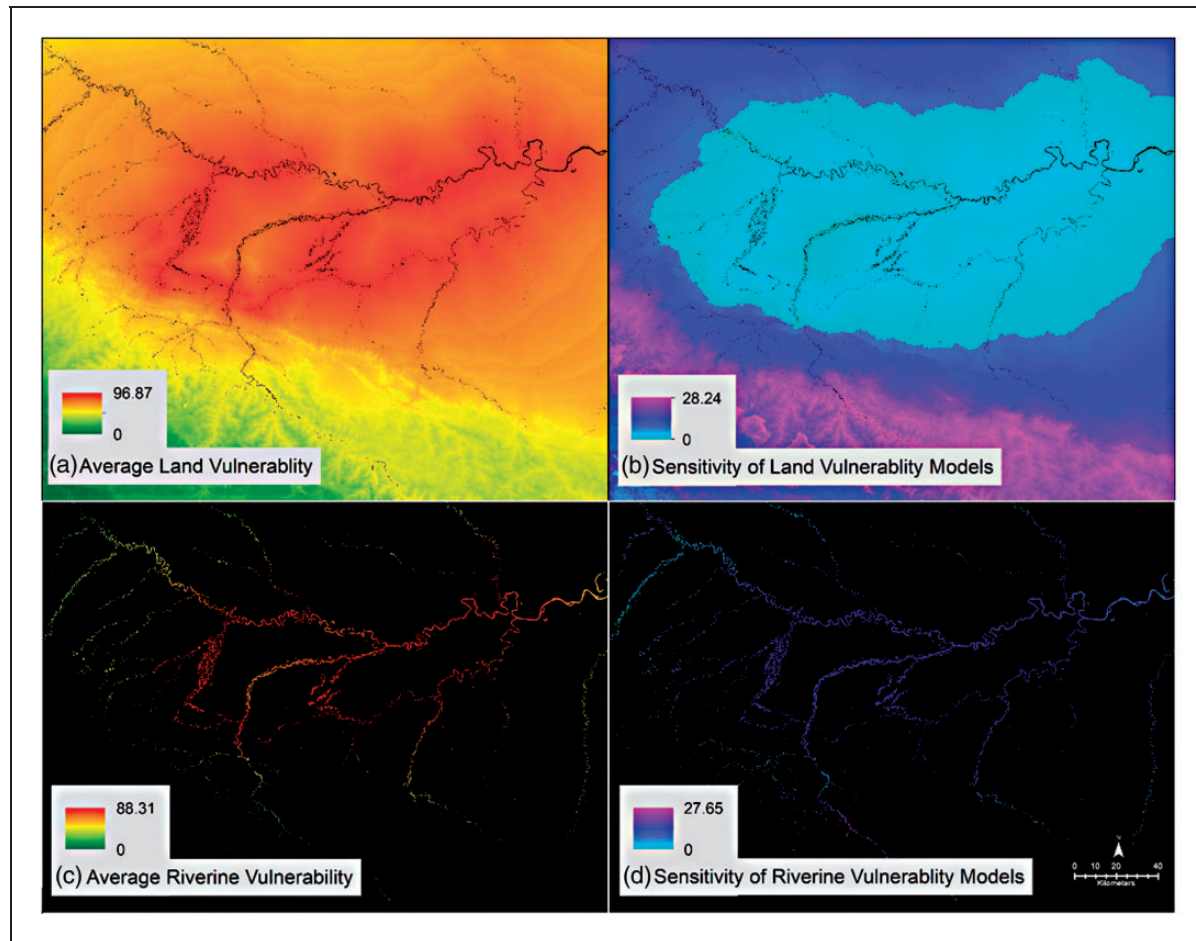 96.87
0
(a) Average Land Vulnerablity
28.24
0
(b) Sensitivity of Land Vulnerablity Models
88.31
0
(c) Average Riverine Vulnerability
27.65
0
(d) Sensitivity of Riverine Vulnerablity Models
N
0 10 20 40
Kilometers